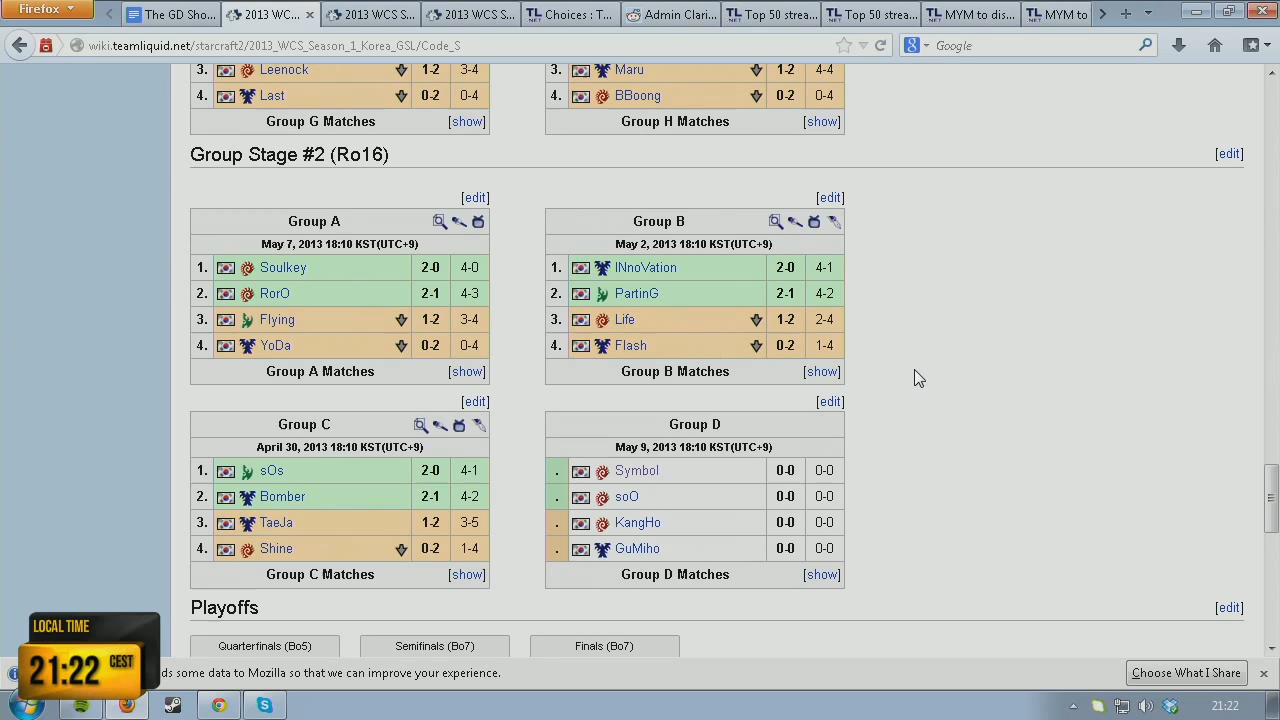 Firefox
The GD Sho...
2013 WC...
2013 WCS S...
2013 WCS S...
Choices : T...
Admin Clari...
Top 50 strea...
Top 50 strea...
MYM to dis...
MYM to
wiki.teamliquid.net/ /2013_WCS_Season_1_Korea_GSL/Code_S
Google
3. Leenock 1-2 3-4
4. Last 0-2 0-4
Group G Matches [show]
3. Maru 1-2 4-4
4. BBoong 0-2 0-4
Group H Matches [show]
Group Stage #2 (Ro16) [edit]
[edit]
Group A
May 7, 2013 18:10 KST(UTC+9)
1. Soulkey 2-0 4-0
2. RorO 2-1 4-3
3. Flying 1-2 3-4
4. YoDa 0-2 0-4
Group A Matches [show]
[edit]
Group B
May 2, 2013 18:10 KST(UTC+9)
1. INnoVation 2-0 4-1
2. PartinG 2-1 4-2
3. Life 1-2 2-4
4. Flash 0-2 1-4
Group B Matches [show]
[edit]
Group C
April 30, 2013 18:10 KST(UTC+9)
1. sOs 2-0 4-1
2. Bomber 2-1 4-2
3. TaeJa 1-2 3-5
4. Shine 0-2 1-4
Group C Matches [show]
[edit]
Group D
May 9, 2013 18:10 KST(UTC+9)
. Symbol 0-0 0-0
. soO 0-0 0-0
. KangHo 0-0 0-0
. GuMiho 0-0 0-0
Group D Matches [show]
Playoffs [edit]
Quarterfinals (Bo5) Semifinals (Bo7) Finals (Bo7)
LOCAL TIME
21:22 CEST
ds some data to Mozilla so that we can improve your experience.
Choose What I Share
21:22